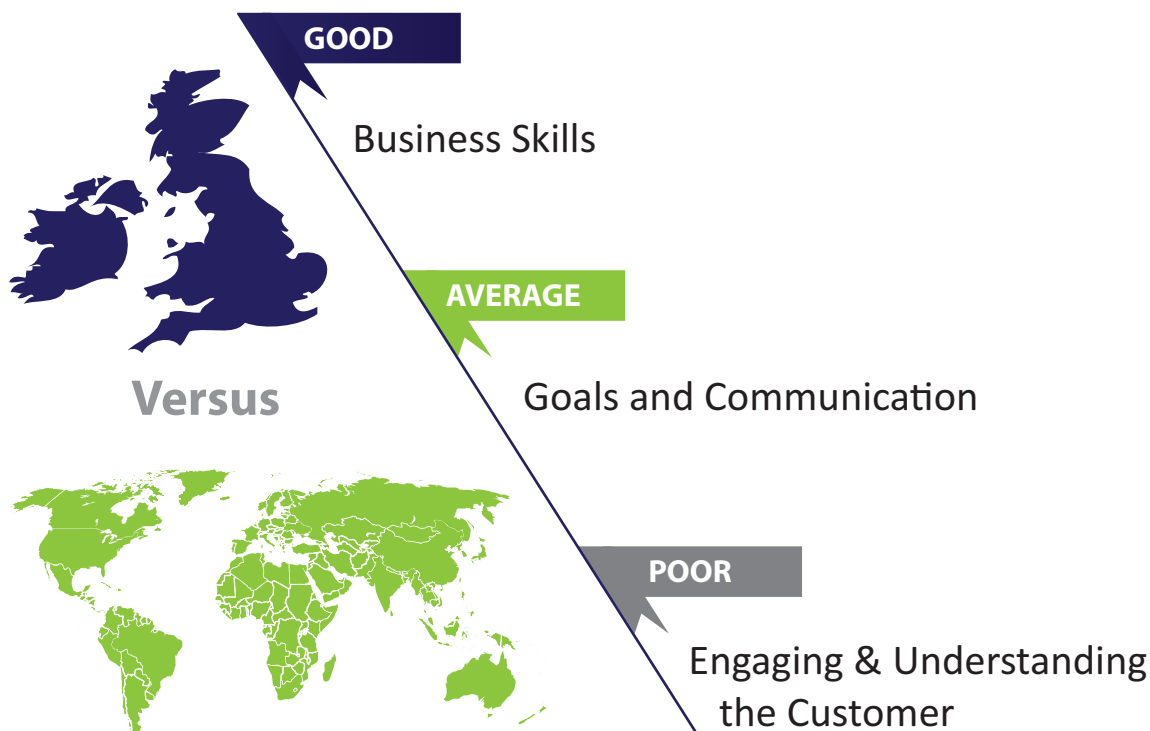 GOOD
Business Skills
AVERAGE
Versus
Goals and Communication
POOR
Engaging & Understanding
the Customer